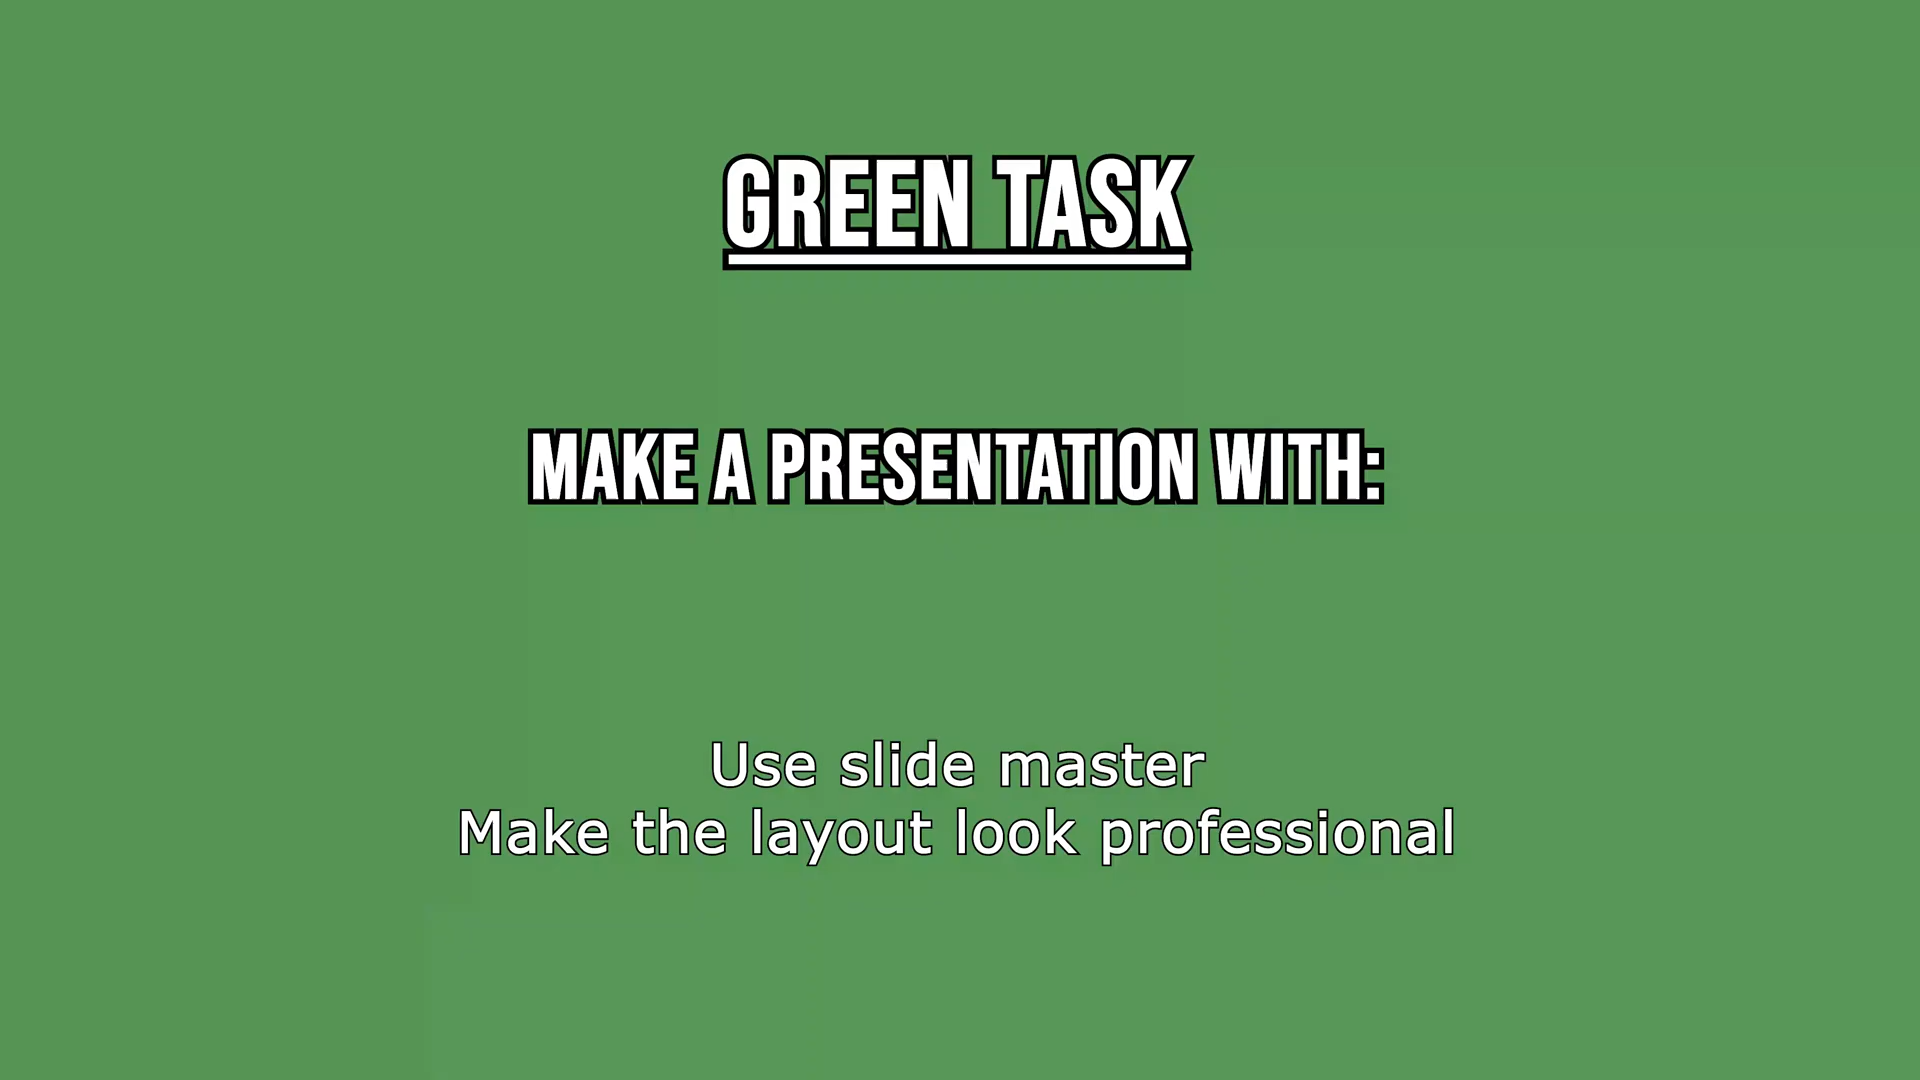 GREEN TASK
MAKE A PRESENTATION WITH:
Use slide master
Make the layout look professional